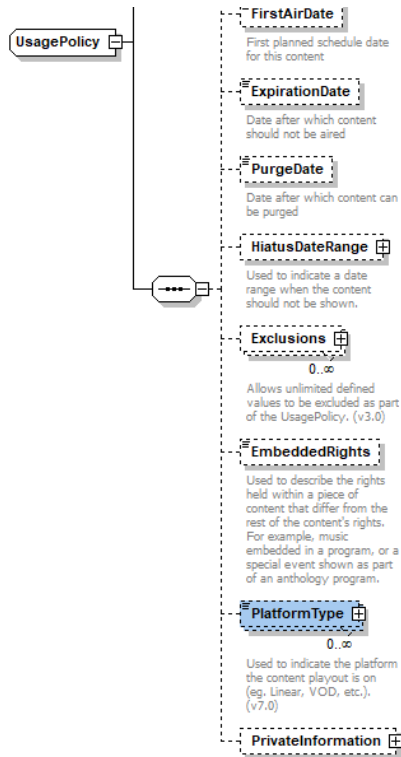 FirstAirDate
First planned schedule date
for this content
UsagePolicy
ExpirationDate
Date after which content
should not be aired
PurgeDate
Date after which content can
be purged
HiatusDateRange
Used to indicate a date
range when the content
should not be shown.
Exclusions
0..∞
Allows unlimited defined
values to be excluded as part
of the UsagePolicy. (v3.0)
EmbeddedRights
Used to describe the rights
held within a piece of
content that differ from the
rest of the content's rights.
For example, music
embedded in a program, or a
special event shown as part
of an anthology program.
PlatformType
0..∞
Used to indicate the platform
the content playout is on
(eg. Linear, VOD, etc.).
(v7.0)
PrivateInformation